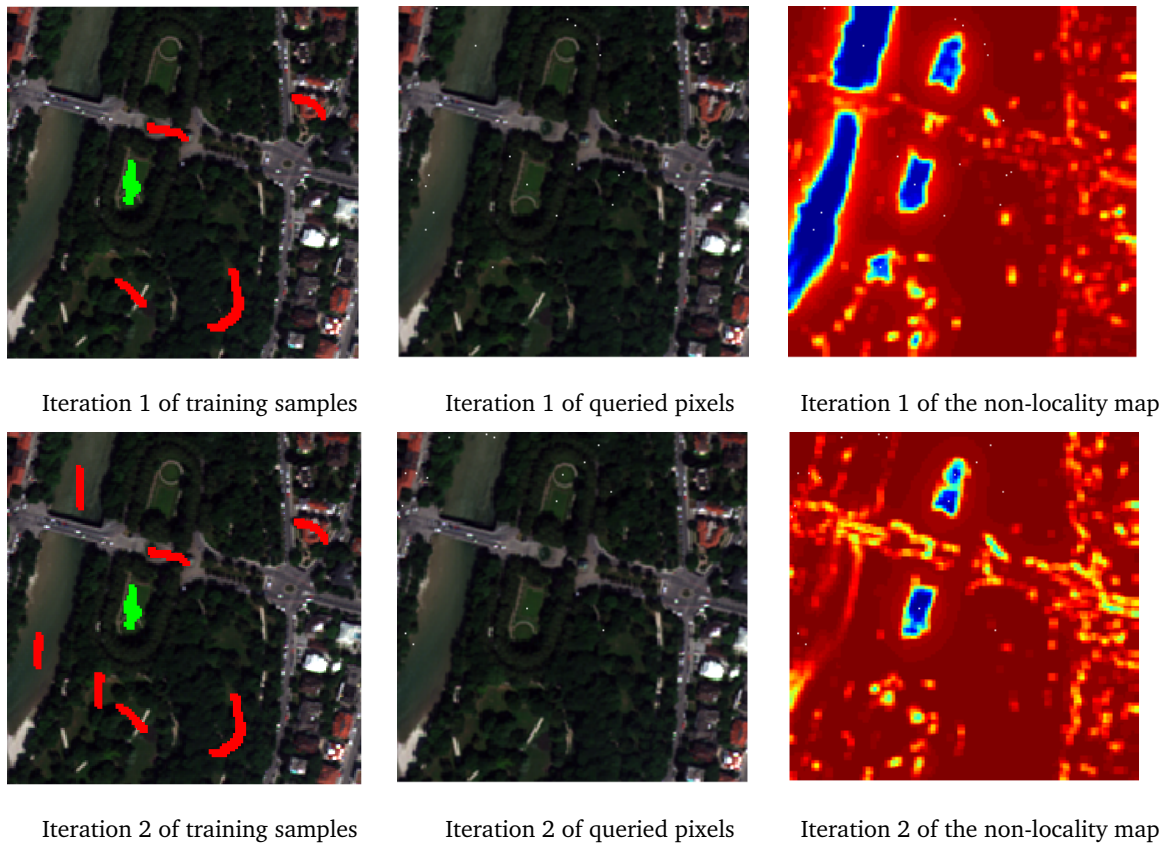 Iteration 1 of training samples
Iteration 1 of queried pixels
Iteration 1 of the non-locality map
Iteration 2 of training samples
Iteration 2 of queried pixels
Iteration 2 of the non-locality map